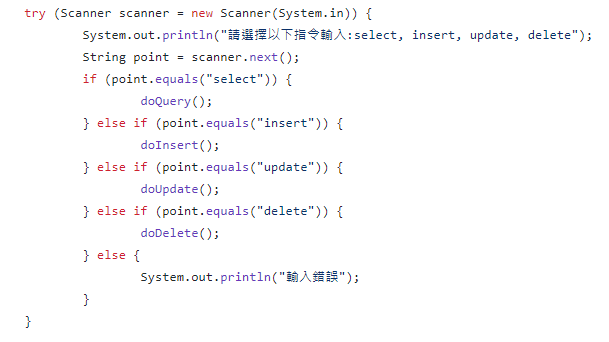 try (Scanner scanner = new Scanner(System.in)) {
System.out.println("請選擇以下指令輸入:select, insert, update, delete");
String point = scanner.next();
if (point.equals("select")) {
doQuery();
} else if (point.equals("insert")) {
doInsert();
} else if (point.equals("update")) {
doUpdate();
} else if (point.equals("delete")) {
doDelete();
} else {
System.out.println("輸入錯誤");
}
}